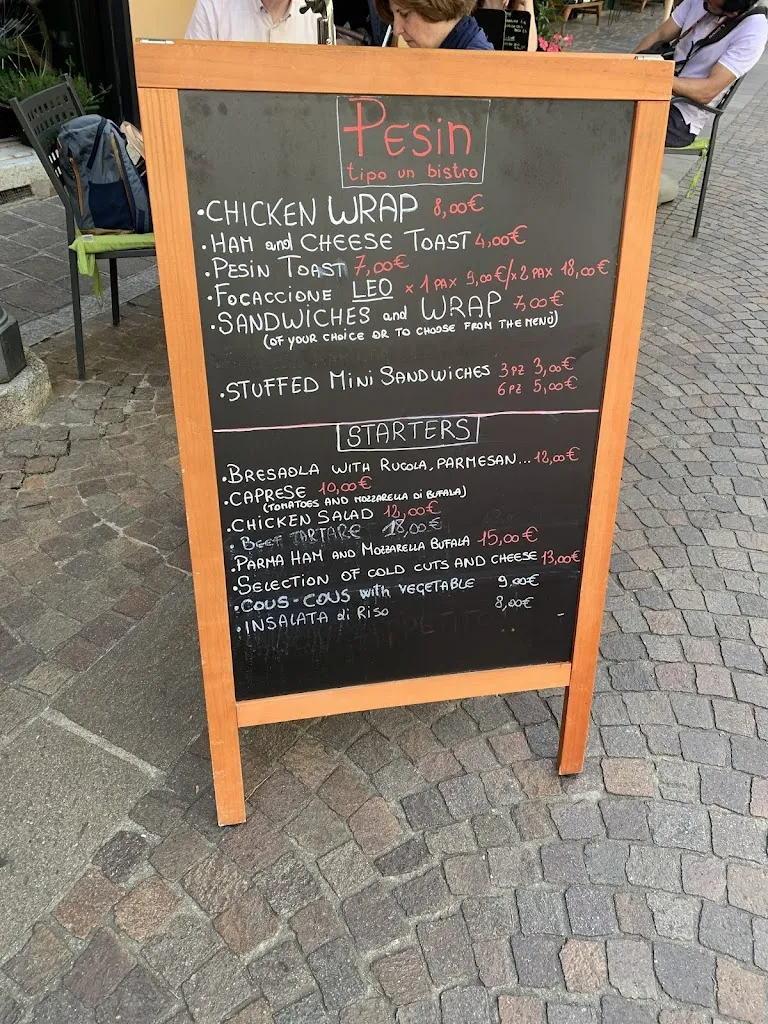 Pesin
tipo un bistro
•CHICKEN WRAP 8,00€
•HAM and CHEESE TOAST 4,00€
•PESIN TOAST 7,00€
•FOCACCIONE LEO x 1 PAX 9,00€/x 2 PAX 18,00€
•SANDWICHES and WRAP 7,00€
(OF YOUR CHOICE OR TO CHOOSE FROM THE MENÙ)
•STUFFED Mini SANDWICHES 3 PZ 3,00€
6 PZ 5,00€
STARTERS
•BRESAOLA WITH RUCOLA, PARMESAN... 12,00€
•CAPRESE 10,00€
(TOMATOES AND MOZZARELLA di BUFALA)
•CHICKEN SALAD 12,00€
•BEEF TARTARE 18,00€
•PARMA HAM AND MOZZARELLA BUFALA 15,00€
•SELECTION OF COLD CUTS AND CHEESE 13,00€
•COUS-COUS with VEGETABLE 9,00€
•INSALATA di RISO 8,00€